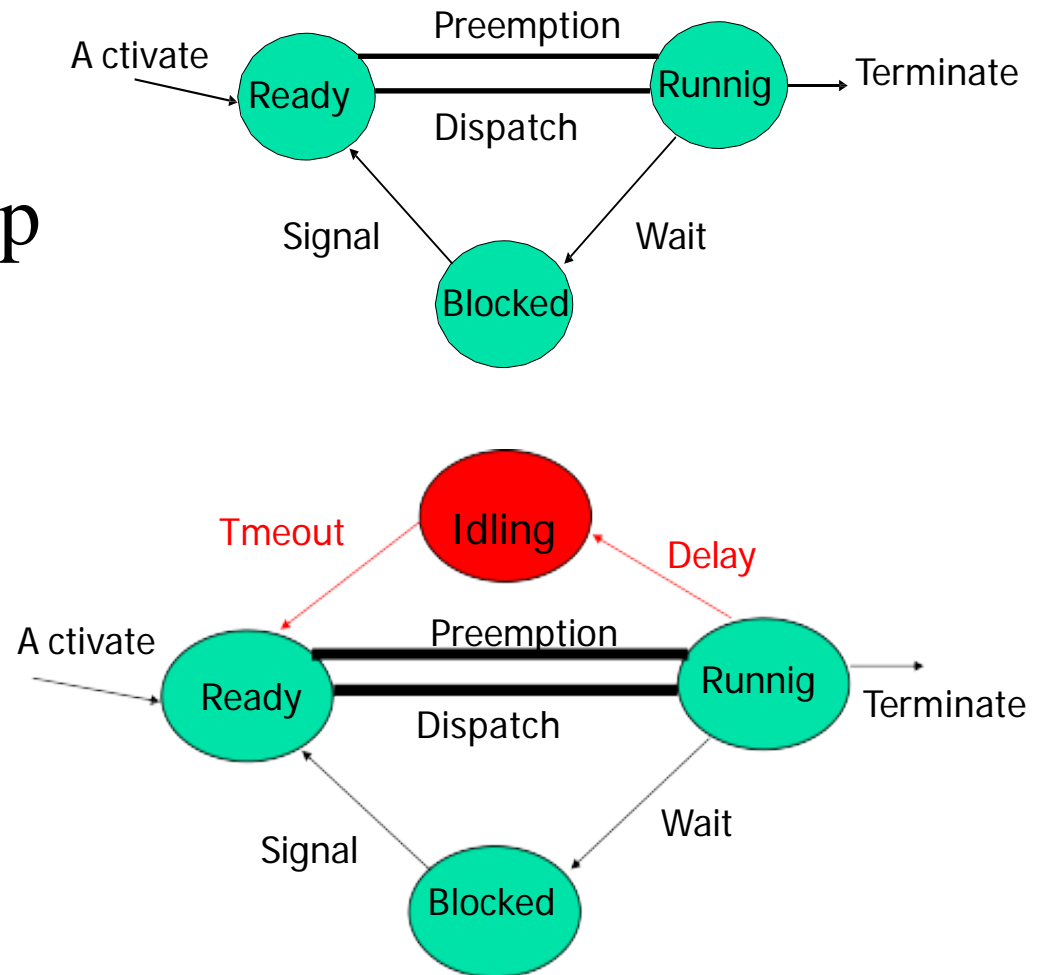 Preemption
A ctivate
Ready
Runnig
Terminate
Dispatch
p
Signal
Wait
Blocked
Idling
Tmeout
Delay
A ctivate
Preemption
Ready
Runnig
Terminate
Dispatch
Wait
Signal
Blocked